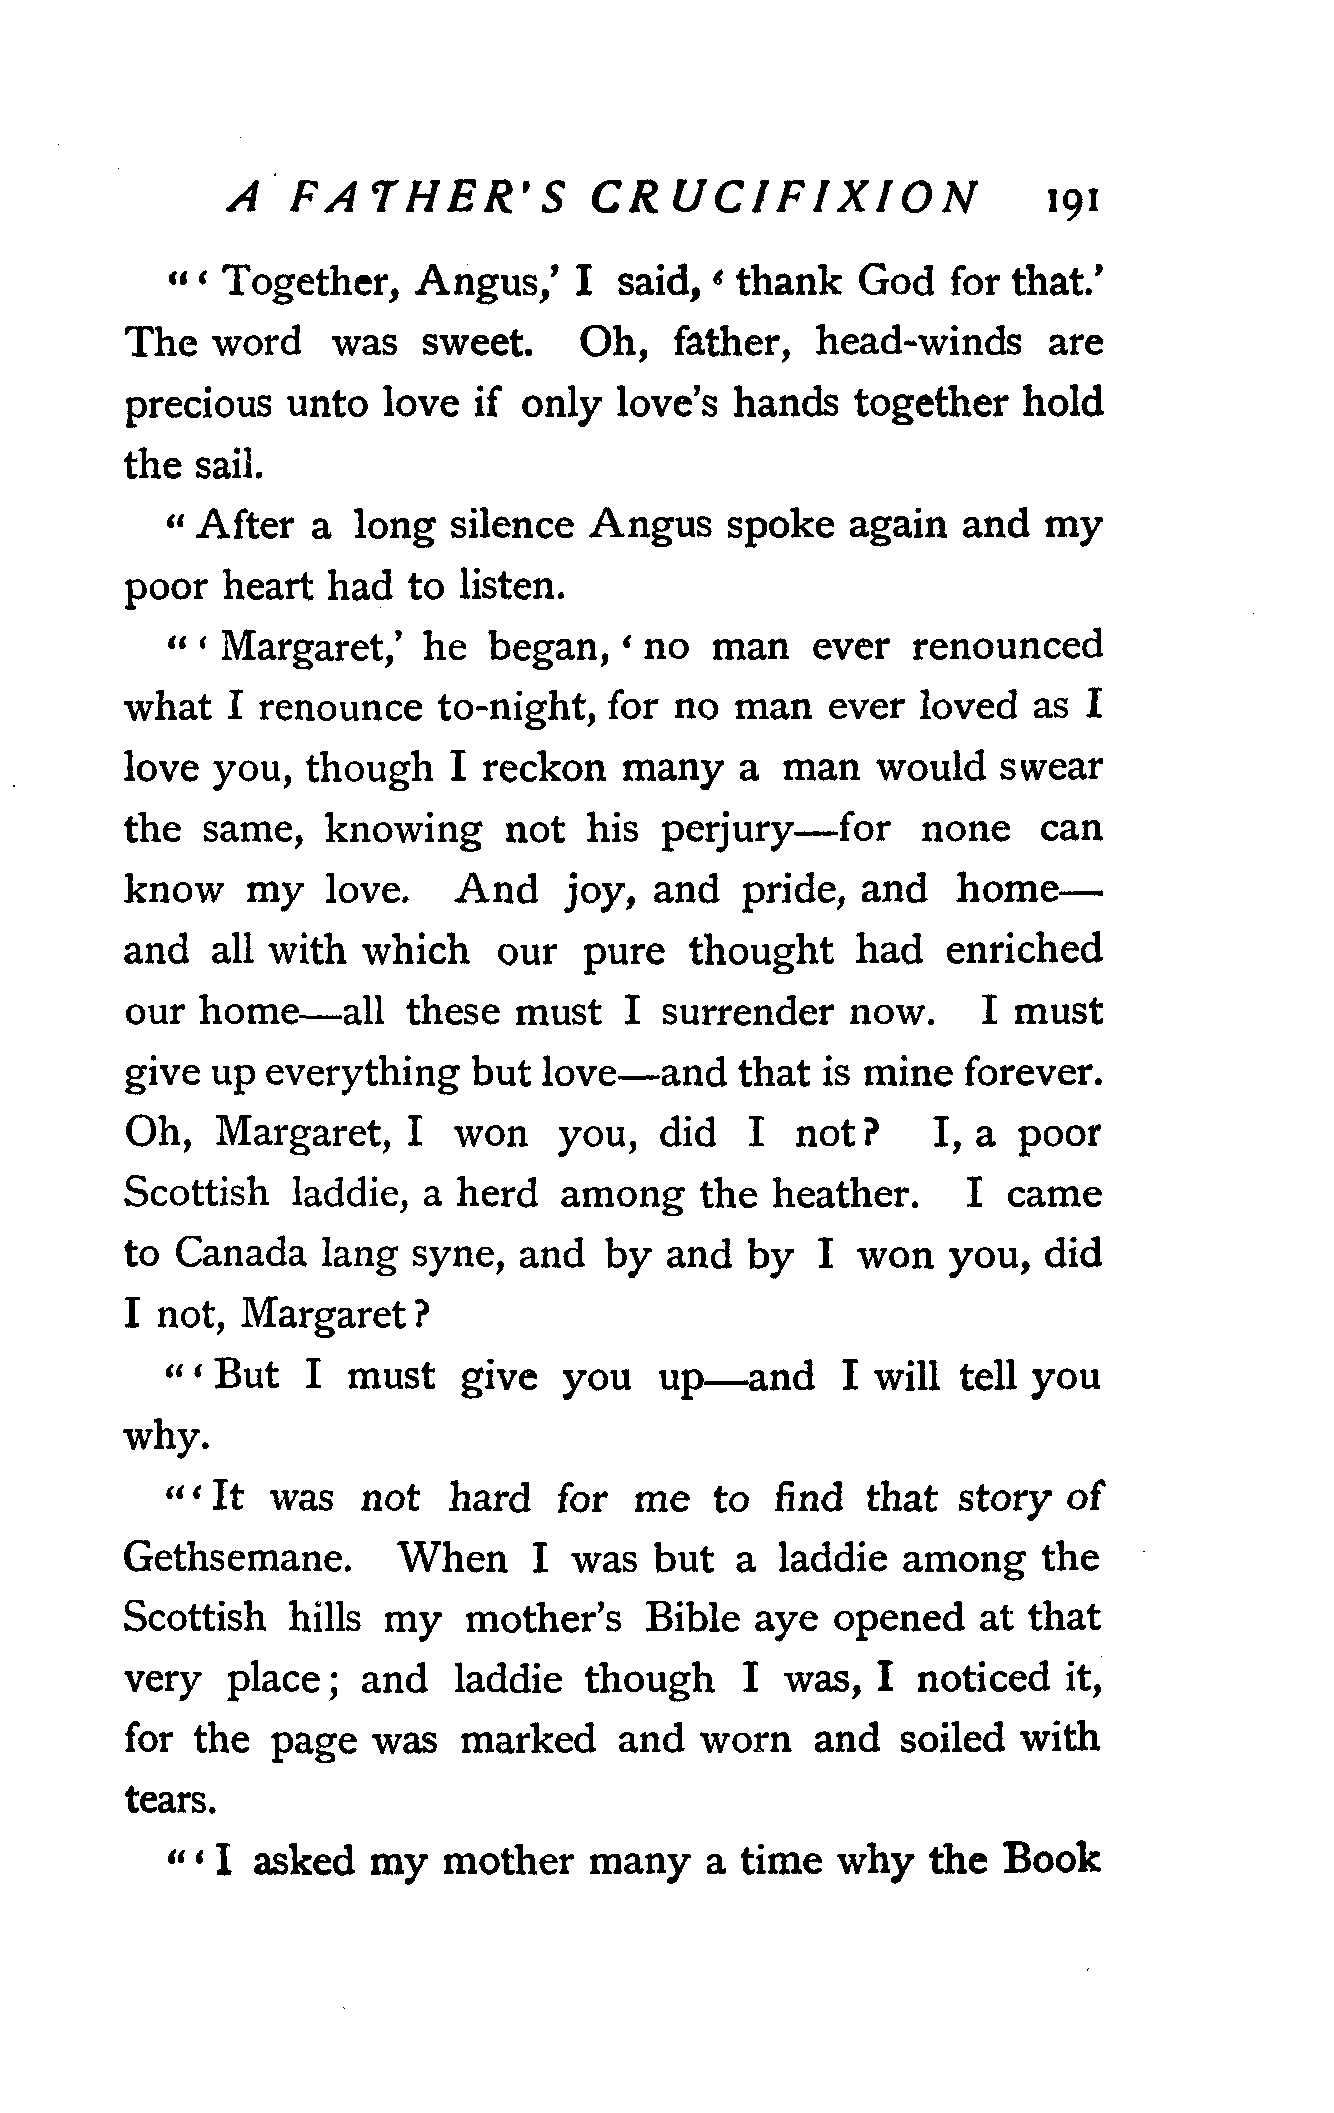 A FATHER'S CRUCIFIXION 191
“ ‘ Together, Angus,’ I said, ‘ thank God for that.’
The word was sweet. Oh, father, head-winds are
precious unto love if only love's hands together hold
the sail.
“ After a long silence Angus spoke again and my
poor heart had to listen.
“ ‘ Margaret,’ he began, ‘ no man ever renounced
what I renounce to-night, for no man ever loved as I
love you, though I reckon many a man would swear
the same, knowing not his perjury—for none can
know my love. And joy, and pride, and home—
and all with which our pure thought had enriched
our home—all these must I surrender now. I must
give up everything but love—and that is mine forever.
Oh, Margaret, I won you, did I not? I, a poor
Scottish laddie, a herd among the heather. I came
to Canada lang syne, and by and by I won you, did
I not, Margaret?
“ ‘ But I must give you up—and I will tell you
why.
“ ‘ It was not hard for me to find that story of
Gethsemane. When I was but a laddie among the
Scottish hills my mother's Bible aye opened at that
very place; and laddie though I was, I noticed it,
for the page was marked and worn and soiled with
tears.
“ ‘ I asked my mother many a time why the Book